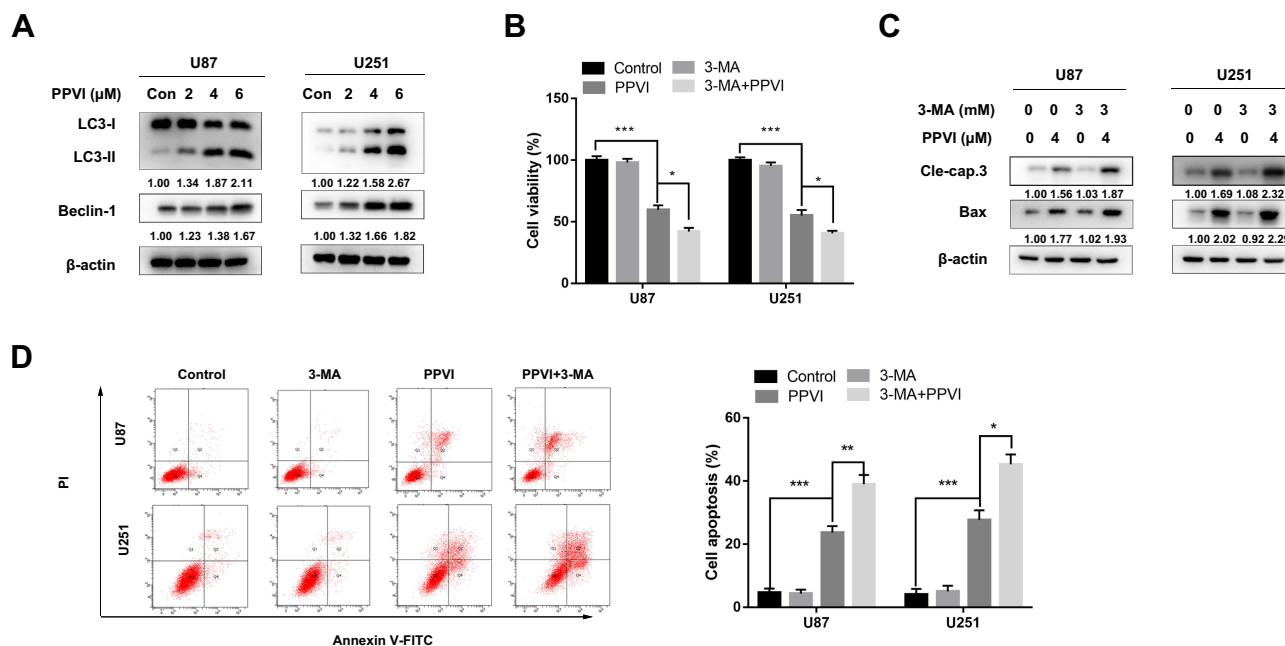 A
U87
U251
PPVI (μM)
Con 2 4 6
Con 2 4 6
LC3-I
LC3-II
1.00 1.34 1.87 2.11
1.00 1.22 1.58 2.67
Beclin-1
1.00 1.23 1.38 1.67
1.00 1.32 1.66 1.82
β-actin
B
Control
3-MA
PPVI
3-MA+PPVI
Cell viability (%)
150
100
50
0
***
*
***
*
U87
U251
C
U87
U251
3-MA (mM)
0 0 3 3
0 0 3 3
PPVI (μM)
0 4 0 4
0 4 0 4
Cle-cap.3
1.00 1.56 1.03 1.87
1.00 1.69 1.08 2.32
Bax
1.00 1.77 1.02 1.93
1.00 2.02 0.92 2.25
β-actin
D
Control
3-MA
PPVI
PPVI+3-MA
U87
U251
PI
Annexin V-FITC
Control
3-MA
PPVI
3-MA+PPVI
Cell apoptosis (%)
60
40
20
0
***
**
***
*
U87
U251